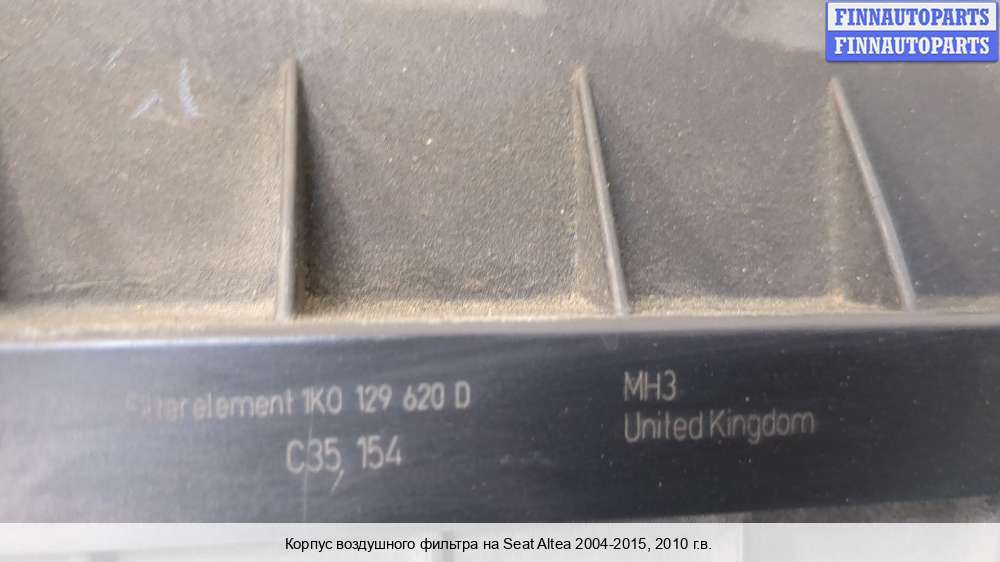 FINNAUTOPARTS
FINNAUTOPARTS
Filter element 1K0 129 620 D
C35 154
MH3
United Kingdom
Корпус воздушного фильтра на Seat Altea 2004-2015, 2010 г.в.